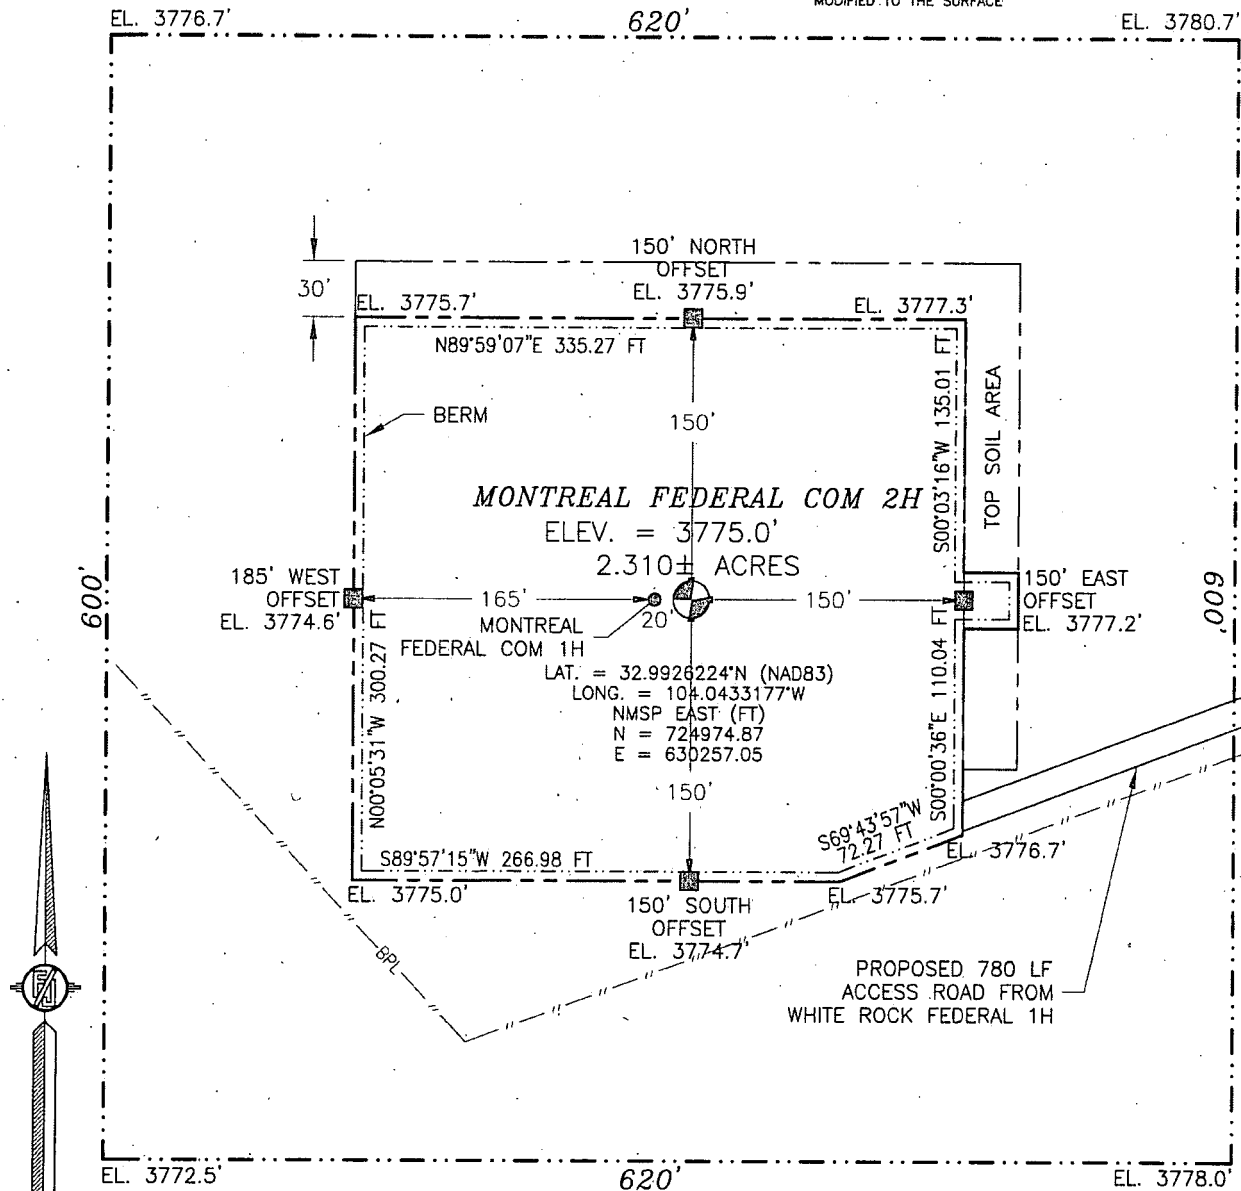 MODIFIED TO THE SURFACE
EL. 3776.7'
620'
EL. 3780.7'
150' NORTH
OFFSET
EL. 3775.9'
30'
EL. 3775.7'
EL. 3777.3'
N89°59'07"E 335.27 FT
BERM
150'
S00°03'16"W 135.01 FT
TOP SOIL AREA
MONTREAL FEDERAL COM 2H
ELEV. = 3775.0'
2.310± ACRES
600'
185' WEST
OFFSET
EL. 3774.6'
165'
20'
150'
150' EAST
OFFSET
EL. 3777.2'
600'
MONTREAL
FEDERAL COM 1H
N00°05'31"W 300.27 FT
LAT. = 32.9926224°N (NAD83)
LONG. = 104.0433177°W
NMSP EAST (FT)
N = 724974.87
E = 630257.05
S00°00'36"E 110.04 FT
150'
S69°43'57"W
72.27 FT
S89°57'15"W 266.98 FT
EL. 3776.7'
EL. 3775.0'
EL. 3775.7'
150' SOUTH
OFFSET
EL. 3774.7'
BPL
PROPOSED 780 LF
ACCESS ROAD FROM
WHITE ROCK FEDERAL 1H
EL. 3772.5'
620'
EL. 3778.0'